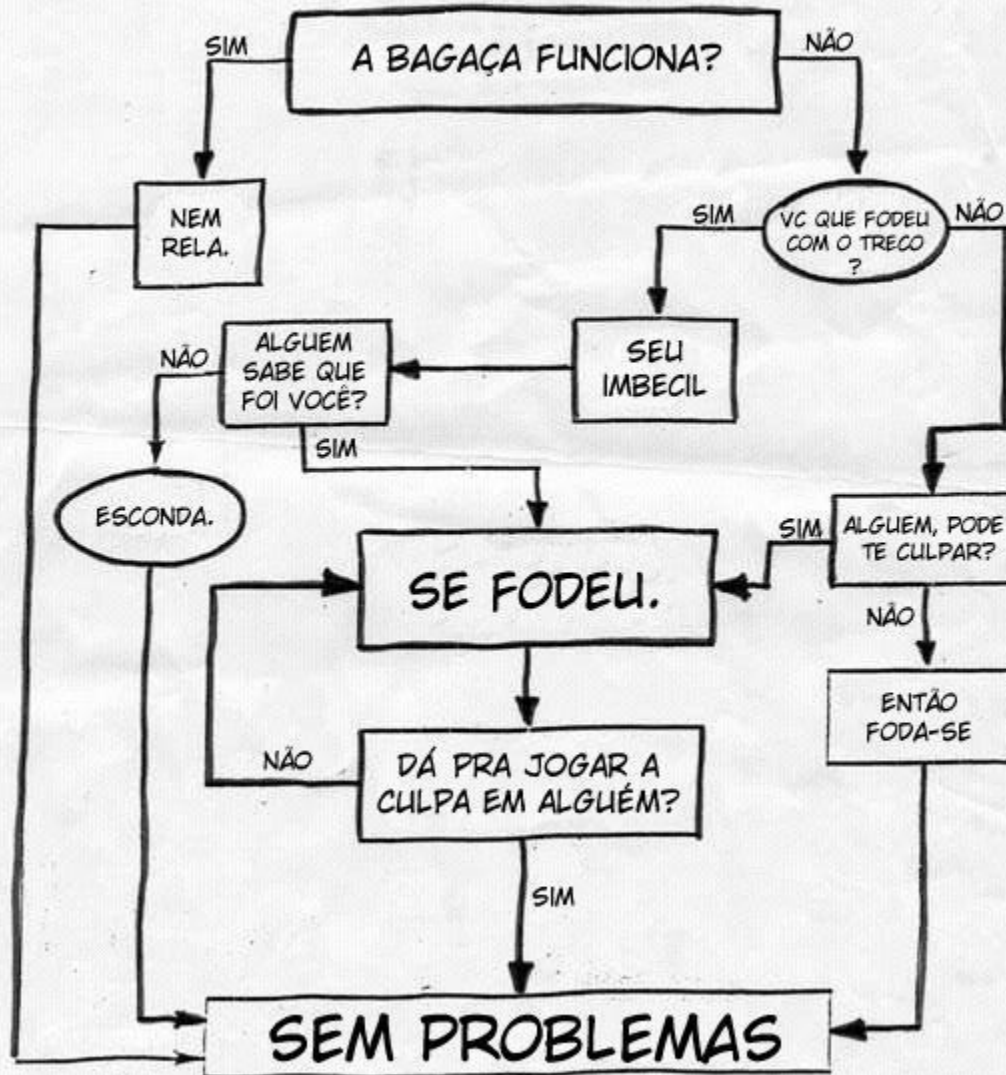 A BAGAÇA FUNCIONA?
SIM
NÃO
NEM
RELA.
SIM
VC QUE FODEU
COM O TRECO
?
NÃO
SEU
IMBECIL
ALGUEM
SABE QUE
FOI VOCÊ?
NÃO
SIM
ESCONDA.
SE FODEU.
SIM
ALGUEM, PODE
TE CULPAR?
NÃO
ENTÃO
FODA-SE
DÁ PRA JOGAR A
CULPA EM ALGUÉM?
NÃO
SIM
SEM PROBLEMAS